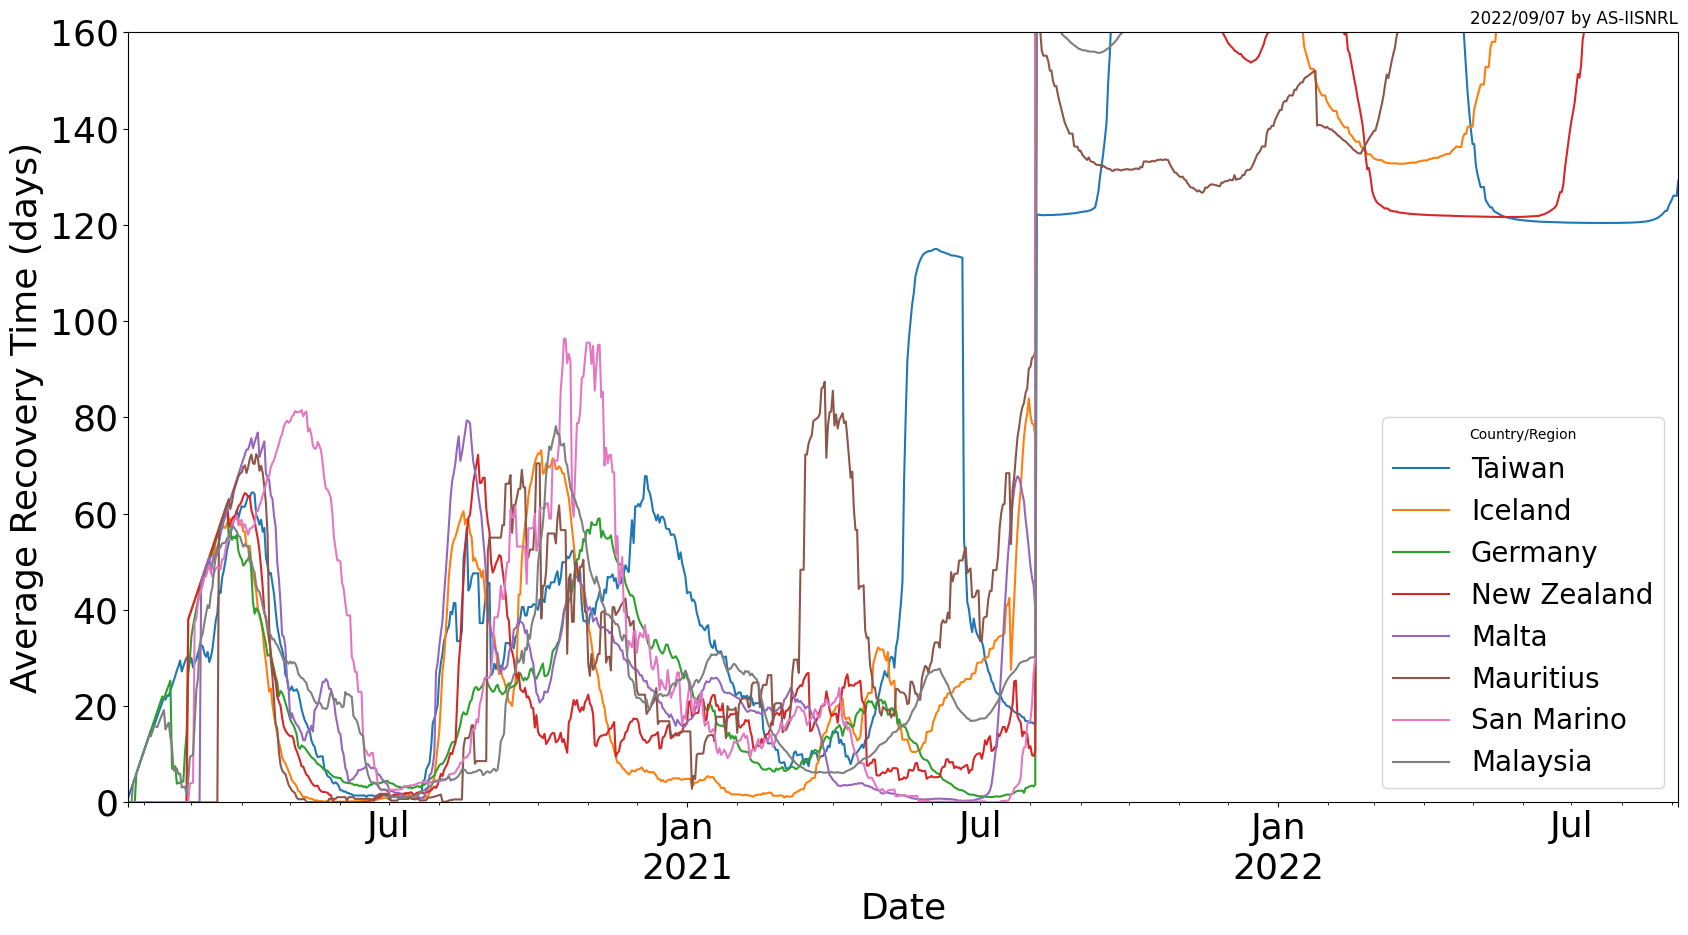 2022/09/07 by AS-IISNRL
Average Recovery Time (days)
160
140
120
100
80
60
40
20
0
Country/Region
Taiwan
Iceland
Germany
New Zealand
Malta
Mauritius
San Marino
Malaysia
Jul
Jan
2021
Jul
Jan
2022
Jul
Date